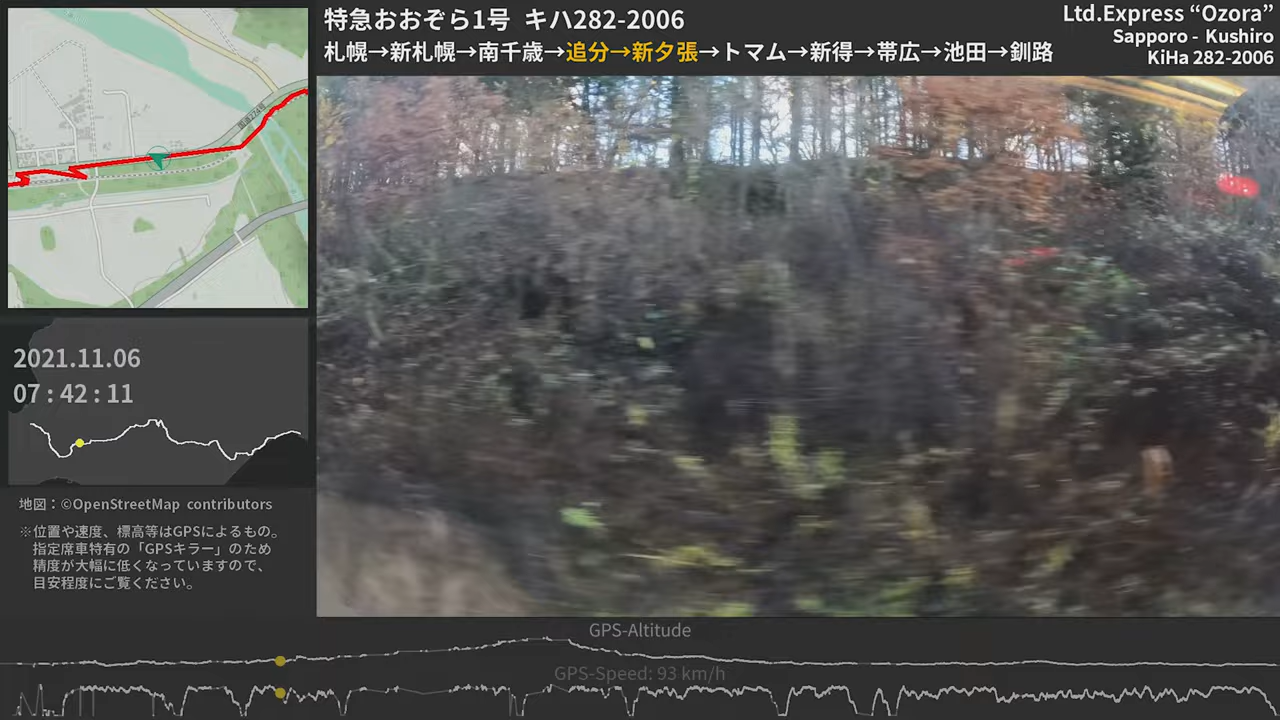 特急おおぞら1号 キハ282-2006
札幌→新札幌→南千歳→追分→新夕張→トマム→新得→帯広→池田→釧路
Ltd.Express “Ozora”
Sapporo - Kushiro
KiHa 282-2006
国道274号
2021.11.06
07:42:11
地図：©OpenStreetMap contributors
※位置や速度、標高等はGPSによるもの。
指定席車特有の「GPSキラー」のため
精度が大幅に低くなっていますので、
目安程度にご覧ください。
GPS-Altitude
GPS-Speed: 93 km/h